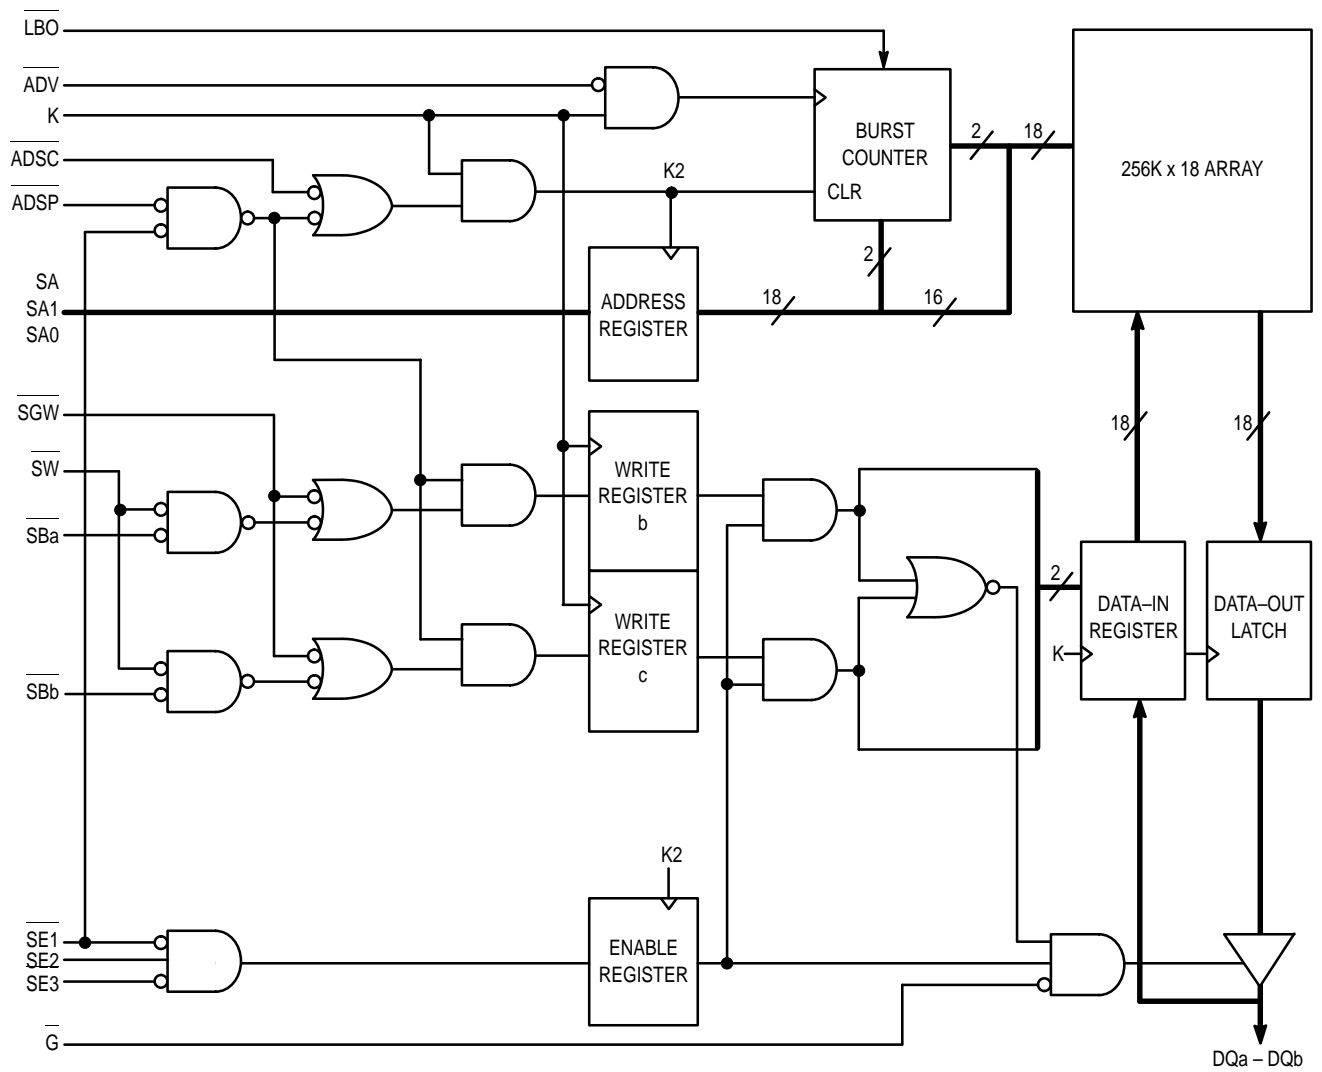 LBO
ADV
K
ADSC
ADSP
K2
BURST
COUNTER
CLR
2
18
256K x 18 ARRAY
2
SA
SA1
SA0
ADDRESS
REGISTER
18
16
SGW
SW
SBa
SBb
WRITE
REGISTER
b
WRITE
REGISTER
c
18
18
2
DATA–IN
REGISTER
K
DATA–OUT
LATCH
K2
SE1
SE2
SE3
ENABLE
REGISTER
G
DQa – DQb